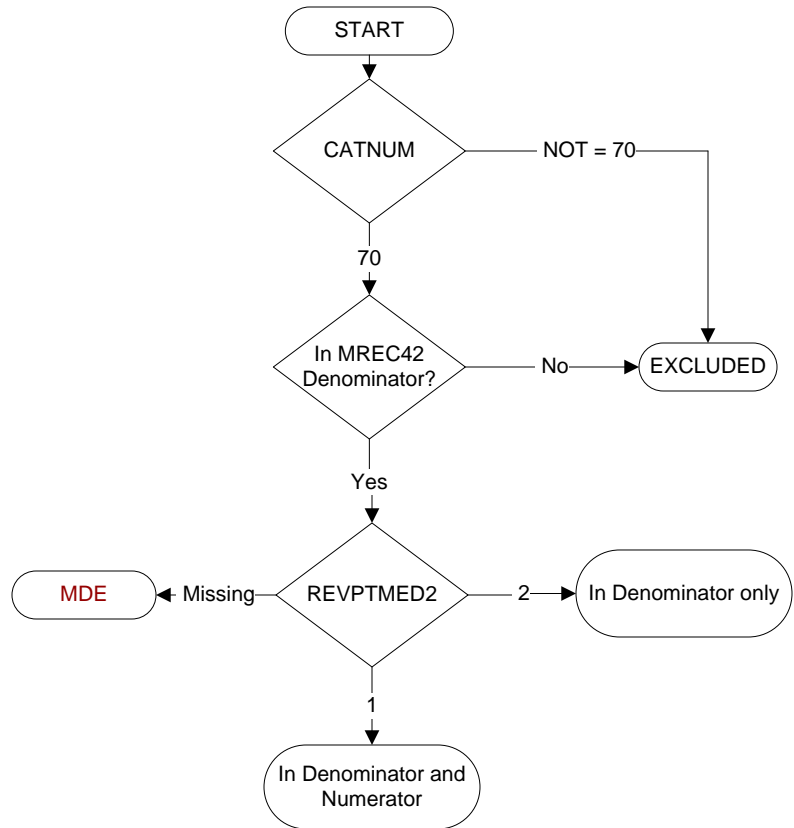 START
CATNUM
NOT = 70
70
In MREC42
Denominator?
No
EXCLUDED
Yes
MDE
Missing
REVPTMED2
2
In Denominator only
1
In Denominator and
Numerator